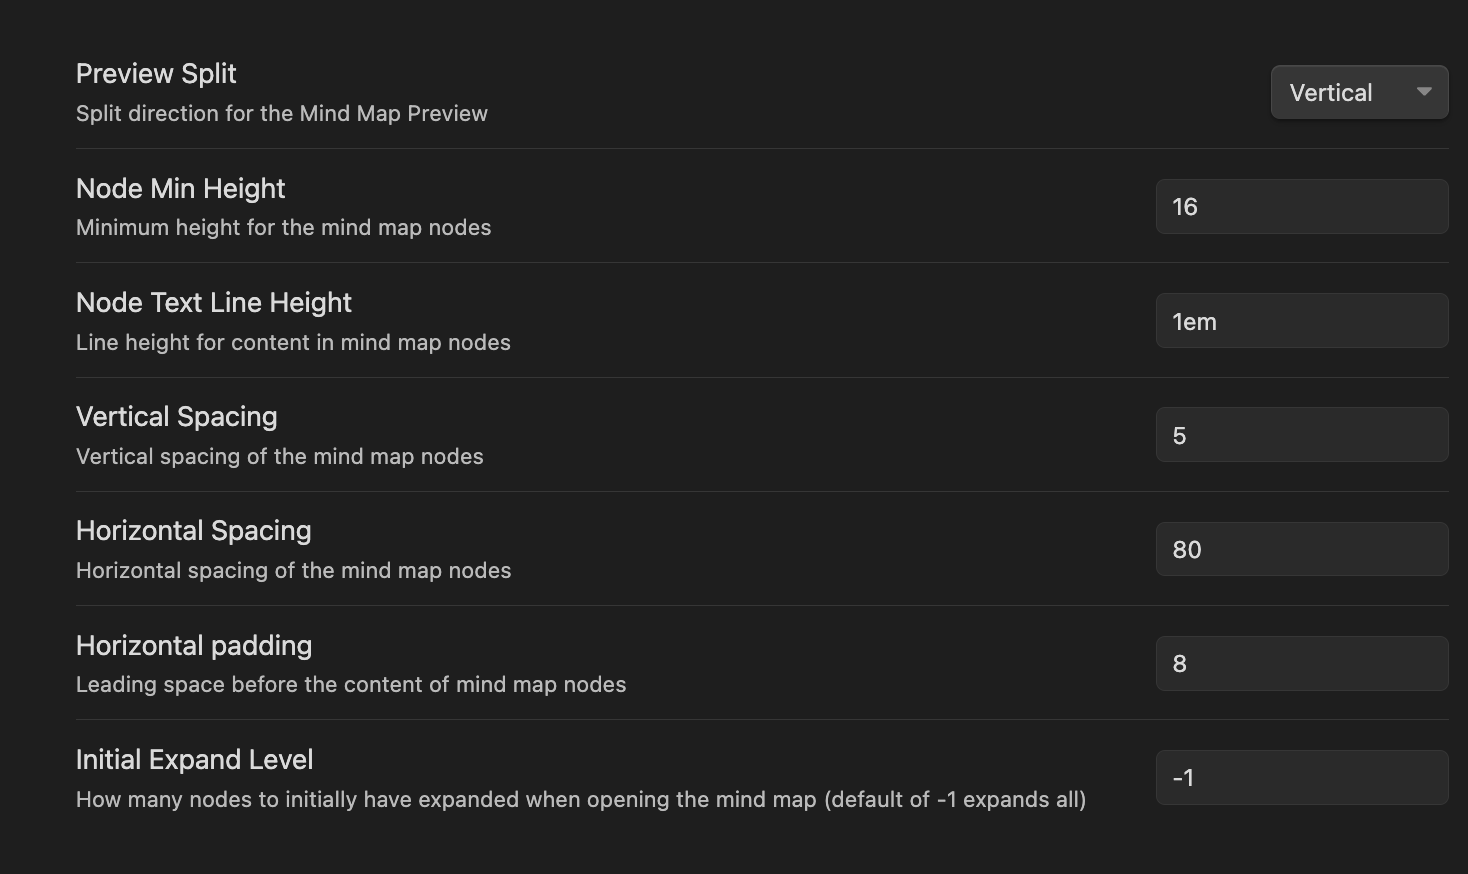 Preview Split
Split direction for the Mind Map Preview
Vertical
Node Min Height
Minimum height for the mind map nodes
16
Node Text Line Height
Line height for content in mind map nodes
1em
Vertical Spacing
Vertical spacing of the mind map nodes
5
Horizontal Spacing
Horizontal spacing of the mind map nodes
80
Horizontal padding
Leading space before the content of mind map nodes
8
Initial Expand Level
How many nodes to initially have expanded when opening the mind map (default of -1 expands all)
-1